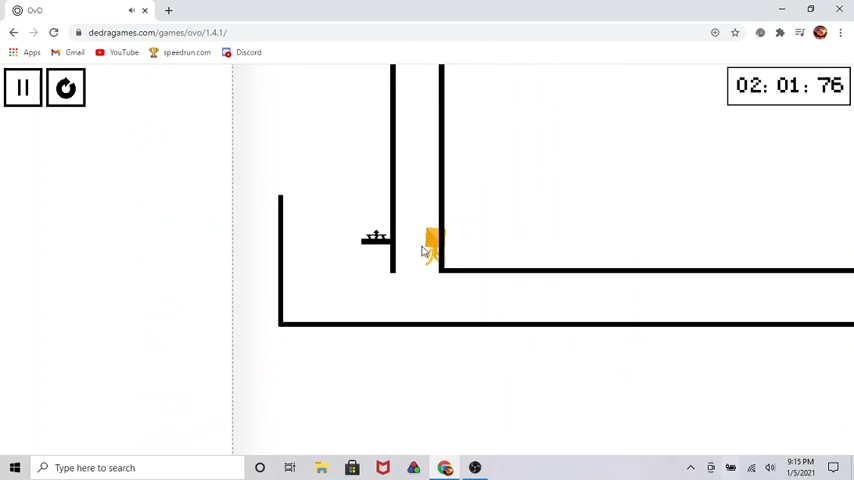 OvO
dedragames.com/games/ovo/1.4.1/
Apps Gmail YouTube speedrun.com Discord
02:01:76
Type here to search
9:15 PM
1/5/2021